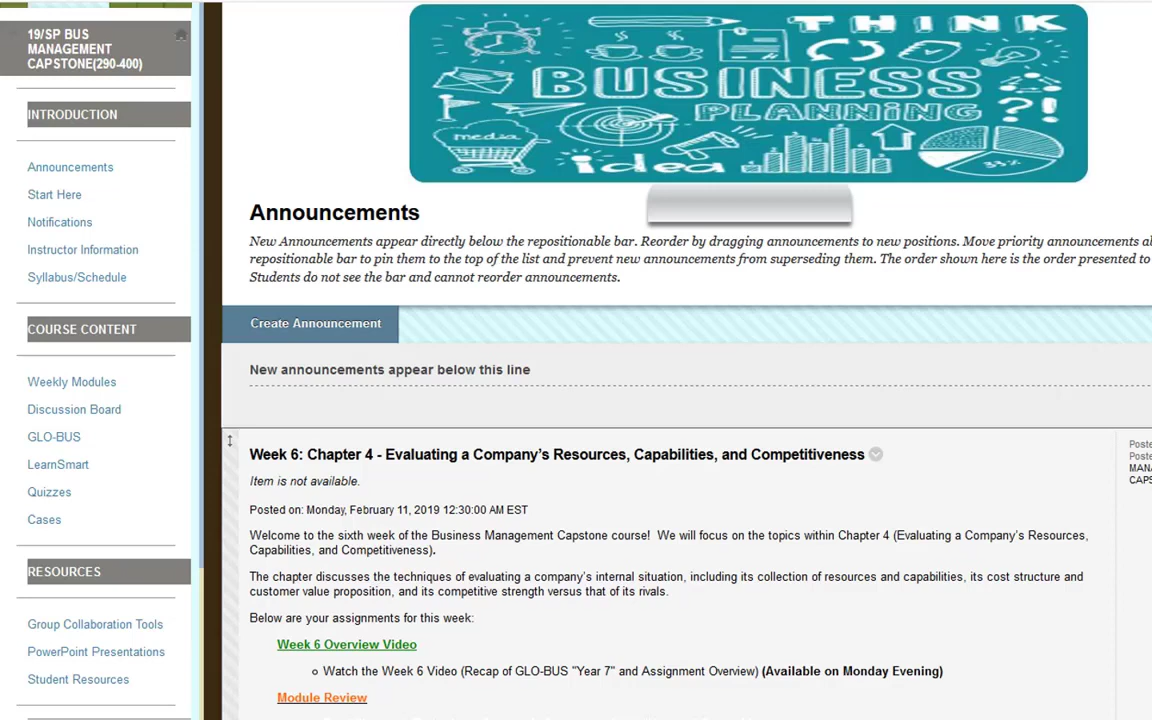 19/SP BUS
MANAGEMENT
CAPSTONE(290-400)
INTRODUCTION
Announcements
Start Here
Notifications
Instructor Information
Syllabus/Schedule
COURSE CONTENT
Weekly Modules
Discussion Board
GLO-BUS
LearnSmart
Quizzes
Cases
RESOURCES
Group Collaboration Tools
PowerPoint Presentations
Student Resources
THINK
BUSINESS
PLANNING
?!
media
idea
33%
Announcements
New Announcements appear directly below the repositionable bar. Reorder by dragging announcements to new positions. Move priority announcements
repositionable bar to pin them to the top of the list and prevent new announcements from superseding them. The order shown here is the order presented to
Students do not see the bar and cannot reorder announcements.
Create Announcement
New announcements appear below this line
Week 6: Chapter 4 - Evaluating a Company's Resources, Capabilities, and Competitiveness
Item is not available.
Posted on: Monday, February 11, 2019 12:30:00 AM EST
Welcome to the sixth week of the Business Management Capstone course! We will focus on the topics within Chapter 4 (Evaluating a Company's Resources,
Capabilities, and Competitiveness).
The chapter discusses the techniques of evaluating a company's internal situation, including its collection of resources and capabilities, its cost structure and
customer value proposition, and its competitive strength versus that of its rivals.
Below are your assignments for this week:
Week 6 Overview Video
Watch the Week 6 Video (Recap of GLO-BUS "Year 7" and Assignment Overview) (Available on Monday Evening)
Module Review